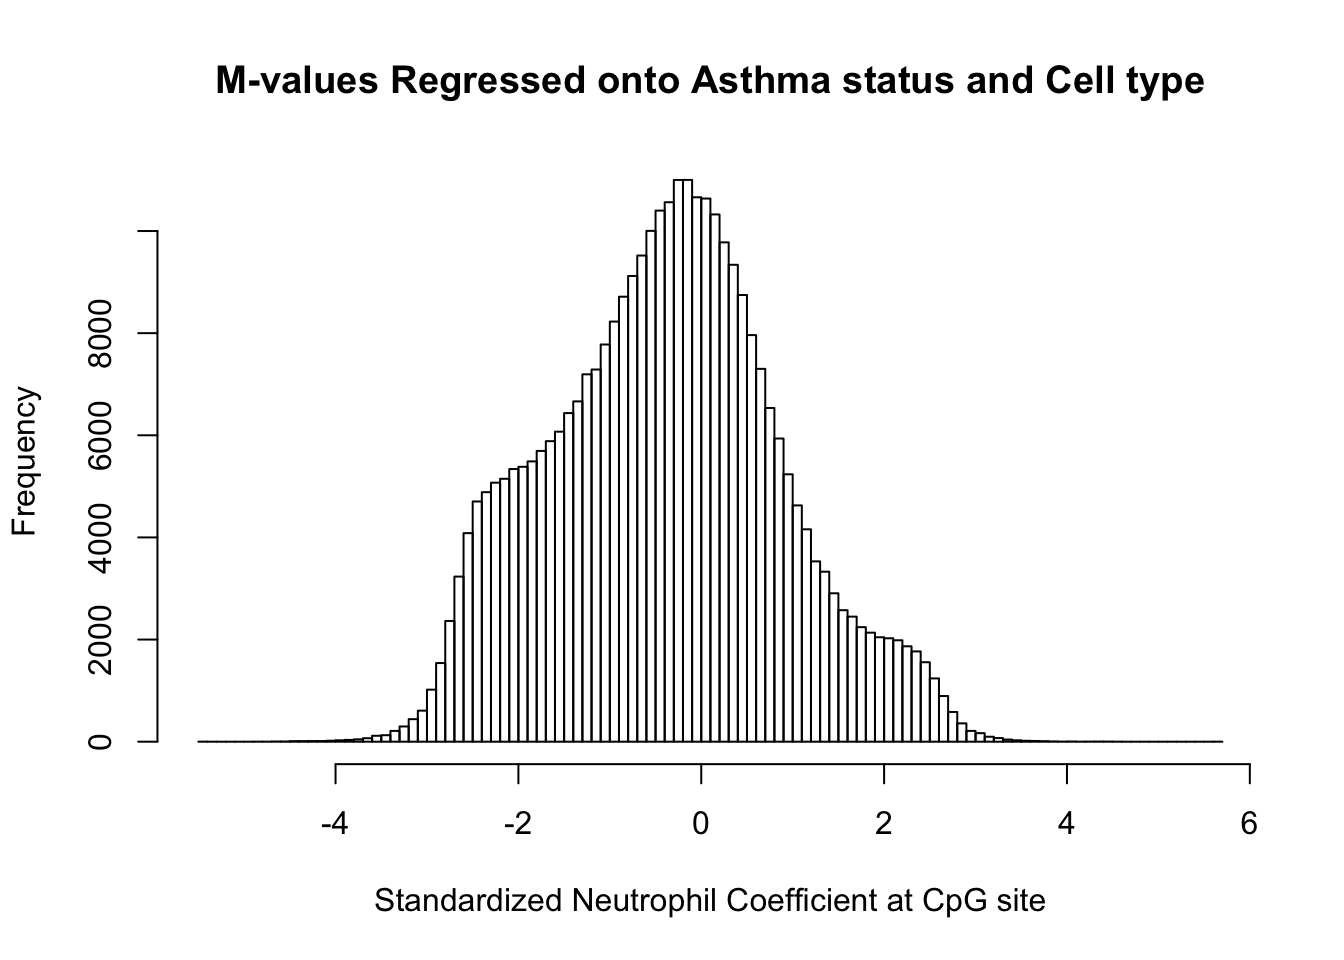 M-values Regressed onto Asthma status and Cell type
Frequency
8000
6000
4000
2000
0
-4 -2 0 2 4 6
Standardized Neutrophil Coefficient at CpG site